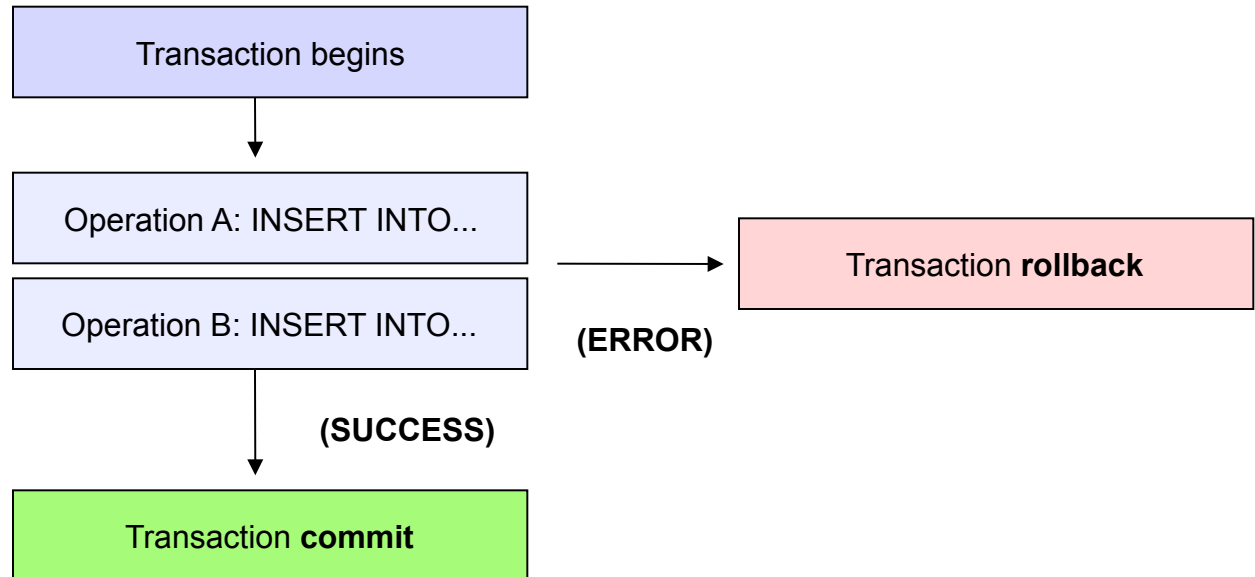 Transaction begins
Operation A: INSERT INTO...
Operation B: INSERT INTO...
Transaction rollback
(ERROR)
(SUCCESS)
Transaction commit